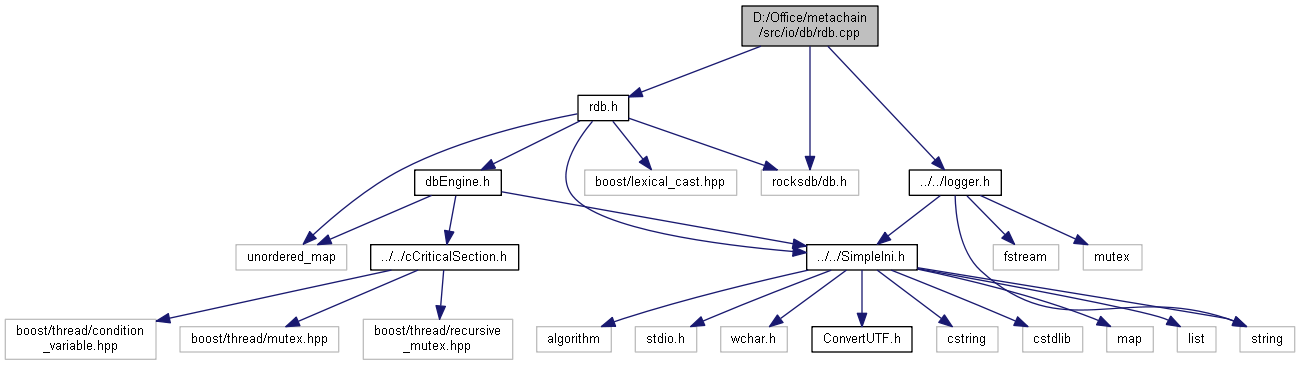 D:/Office/metachain
/src/io/db/rdb.cpp
rdb.h
dbEngine.h
boost/lexical_cast.hpp
rocksdb/db.h
../../logger.h
unordered_map
../../cCriticalSection.h
../../SimpleIni.h
fstream
mutex
boost/thread/condition
_variable.hpp
boost/thread/mutex.hpp
boost/thread/recursive
_mutex.hpp
algorithm
stdio.h
wchar.h
ConvertUTF.h
cstring
cstdlib
map
list
string